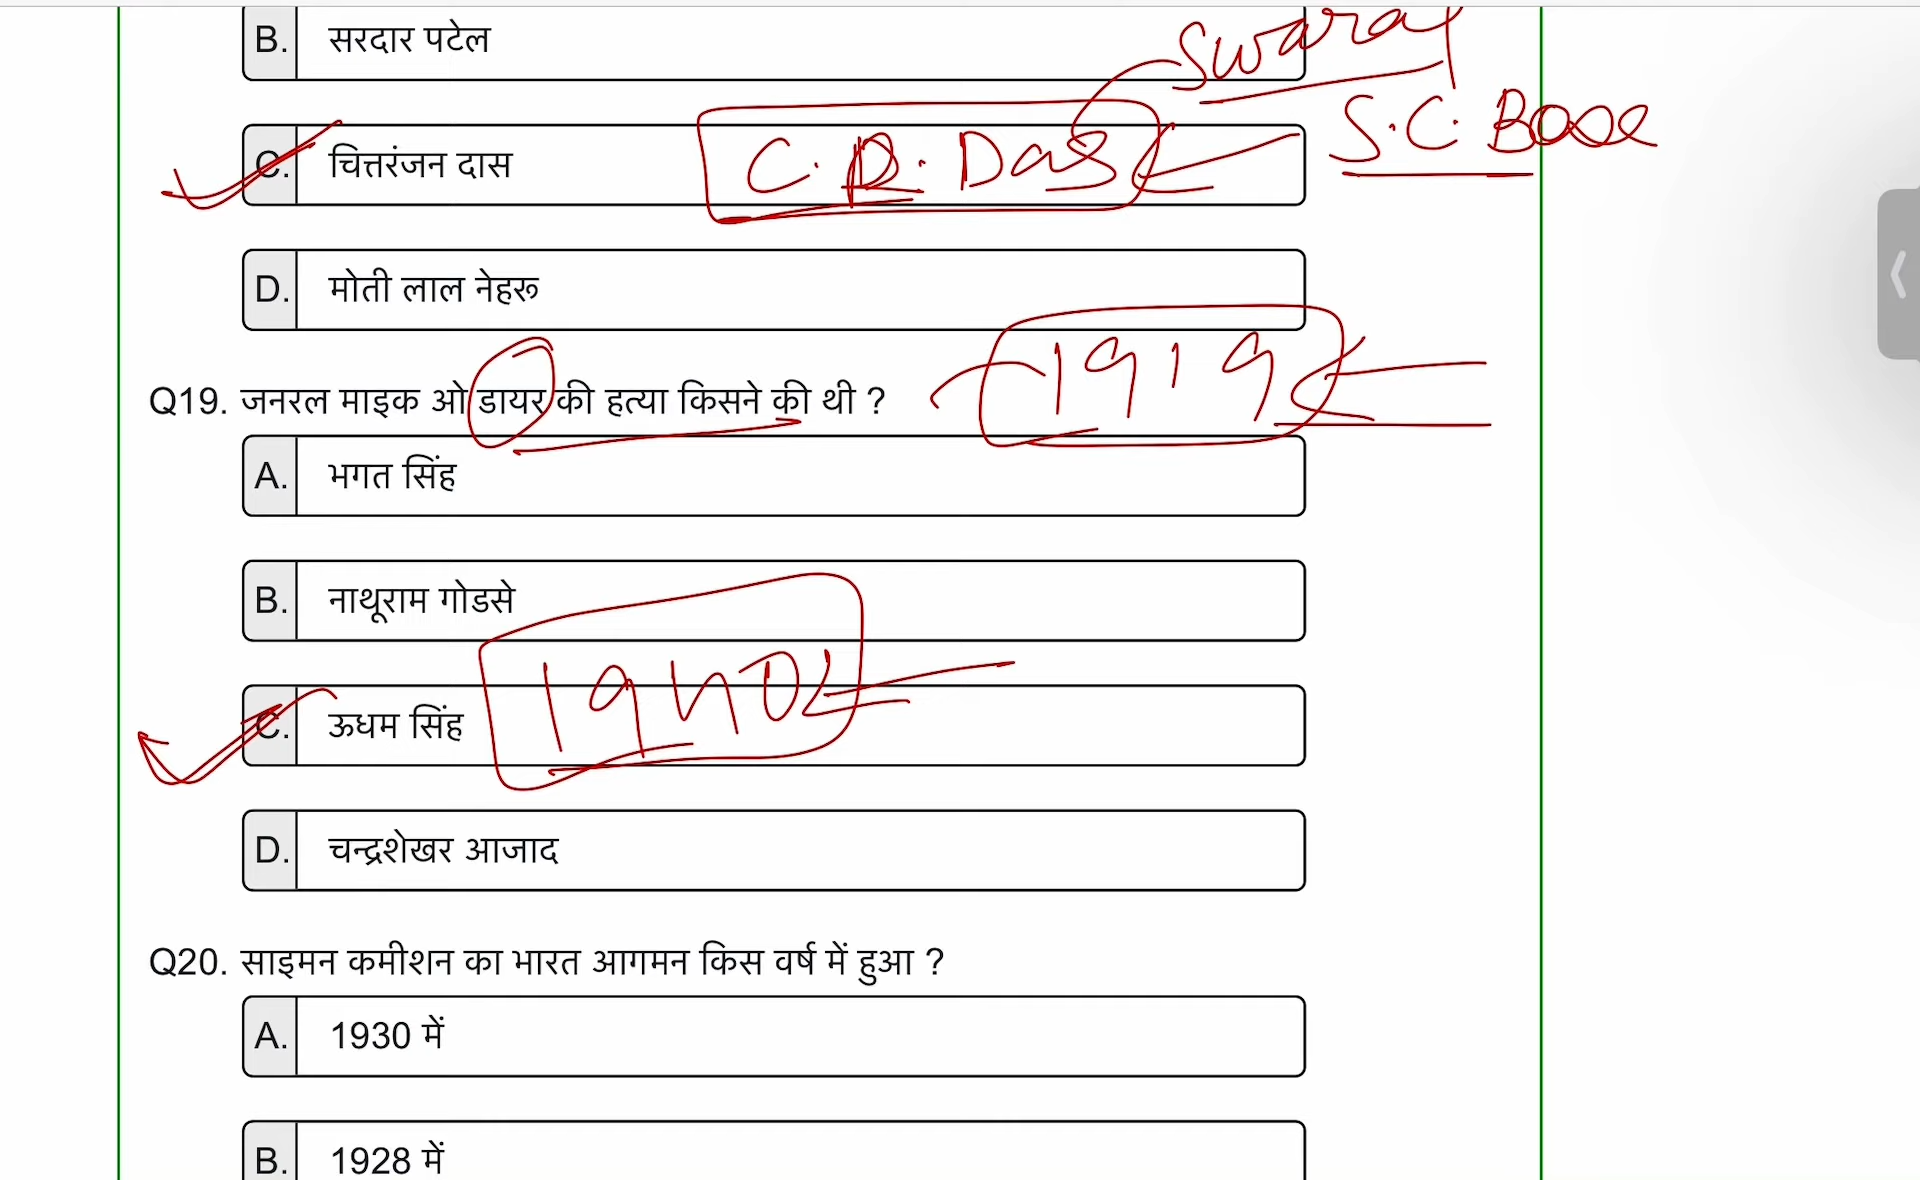 B. सरदार पटेल
Swaraj
S.C. Bose
C. चित्तरंजन दास
C.R. Das
D. मोती लाल नेहरू
1919
Q19. जनरल माइक ओ डायर की हत्या किसने की थी ?
A. भगत सिंह
B. नाथूराम गोडसे
C. ऊधम सिंह
1940
D. चन्द्रशेखर आजाद
Q20. साइमन कमीशन का भारत आगमन किस वर्ष में हुआ ?
A. 1930 में
B. 1928 में